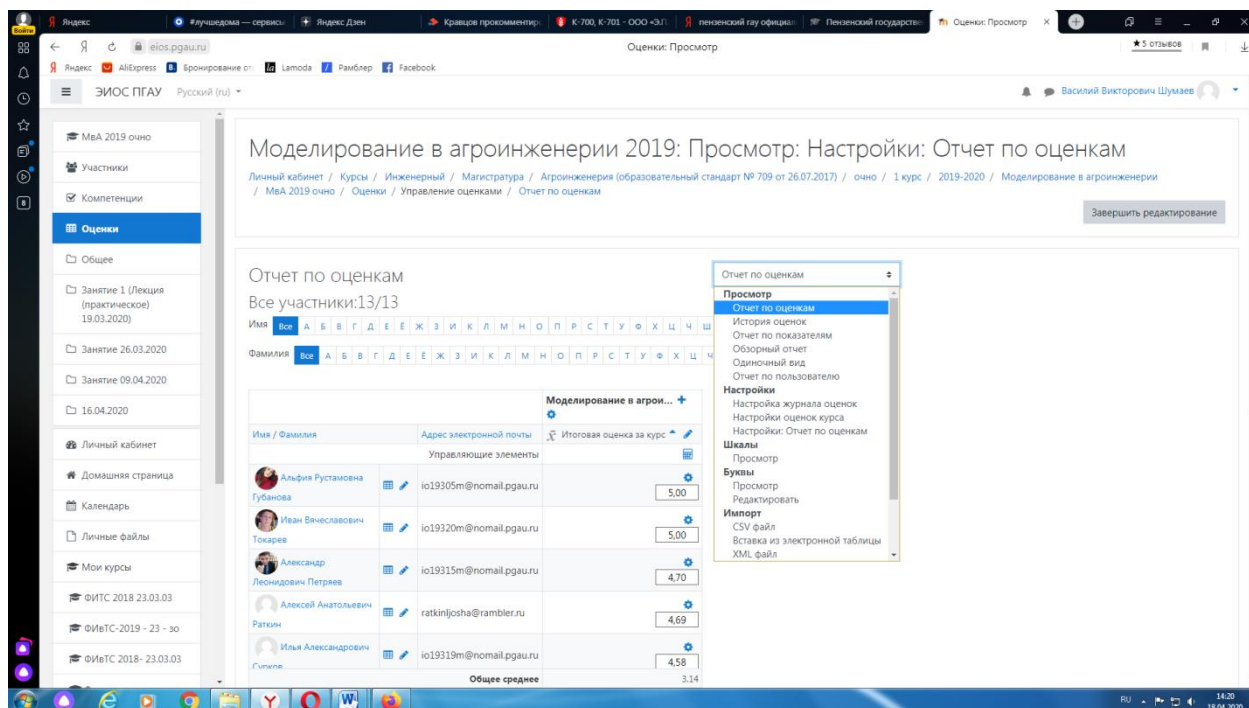 Яндекс
#лучшедома — сервисы
Яндекс Дзен
Кравцов прокомментир
К-700, К-701 - ООО «З.П.
пензенский гау официал
Пензенский государстве
Оценки: Просмотр
Войти
eios.pgau.ru
Оценки: Просмотр
★5 отзывов
Яндекс
AliExpress
Бронирование от
Lamoda
Рамблер
Facebook
ЭИОС ПГАУ
Русский (ru)
Василий Викторович Шумаев
МвА 2019 очно
Участники
Компетенции
Оценки
Общее
Занятие 1 (Лекция
(практическое)
19.03.2020)
Занятие 26.03.2020
Занятие 09.04.2020
16.04.2020
Личный кабинет
Домашняя страница
Календарь
Личные файлы
Мои курсы
ФИТС 2018 23.03.03
ФИвТС-2019 - 23 - зо
ФИвТС 2018- 23.03.03
Моделирование в агроинженерии 2019: Просмотр: Настройки: Отчет по оценкам
Личный кабинет / Курсы / Инженерный / Магистратура / Агроинженерия (образовательный стандарт № 709 от 26.07.2017) / очно / 1 курс / 2019-2020 / Моделирование в агроинженерии
/ МвА 2019 очно / Оценки / Управление оценками / Отчет по оценкам
Завершить редактирование
Отчет по оценкам
Все участники:13/13
Имя Все А Б В Г Д Е Ё Ж З И К Л М Н О П Р С Т У Ф Х Ц Ч Ш
Фамилия Все А Б В Г Д Е Ё Ж З И К Л М Н О П Р С Т У Ф Х Ц Ч
Моделирование в агрои...
Имя / Фамилия
Адрес электронной почты
Итоговая оценка за курс
Управляющие элементы
Альфия Рустамовна
Губанова
io19305m@nomail.pgau.ru
5,00
Иван Вячеславович
Токарев
io19320m@nomail.pgau.ru
5,00
Александр
Леонидович Петряев
io19315m@nomail.pgau.ru
4,70
Алексей Анатольевич
Раткин
ratkinljosha@rambler.ru
4,69
Илья Александрович
Сурков
io19319m@nomail.pgau.ru
4,58
Общее среднее
3,14
Отчет по оценкам
Просмотр
Отчет по оценкам
История оценок
Отчет по показателям
Обзорный отчет
Одиночный вид
Отчет по пользователю
Настройки
Настройка журнала оценок
Настройки оценок курса
Настройки: Отчет по оценкам
Шкалы
Просмотр
Буквы
Просмотр
Редактировать
Импорт
CSV файл
Вставка из электронной таблицы
XML файл
RU
14:20
18.04.2020